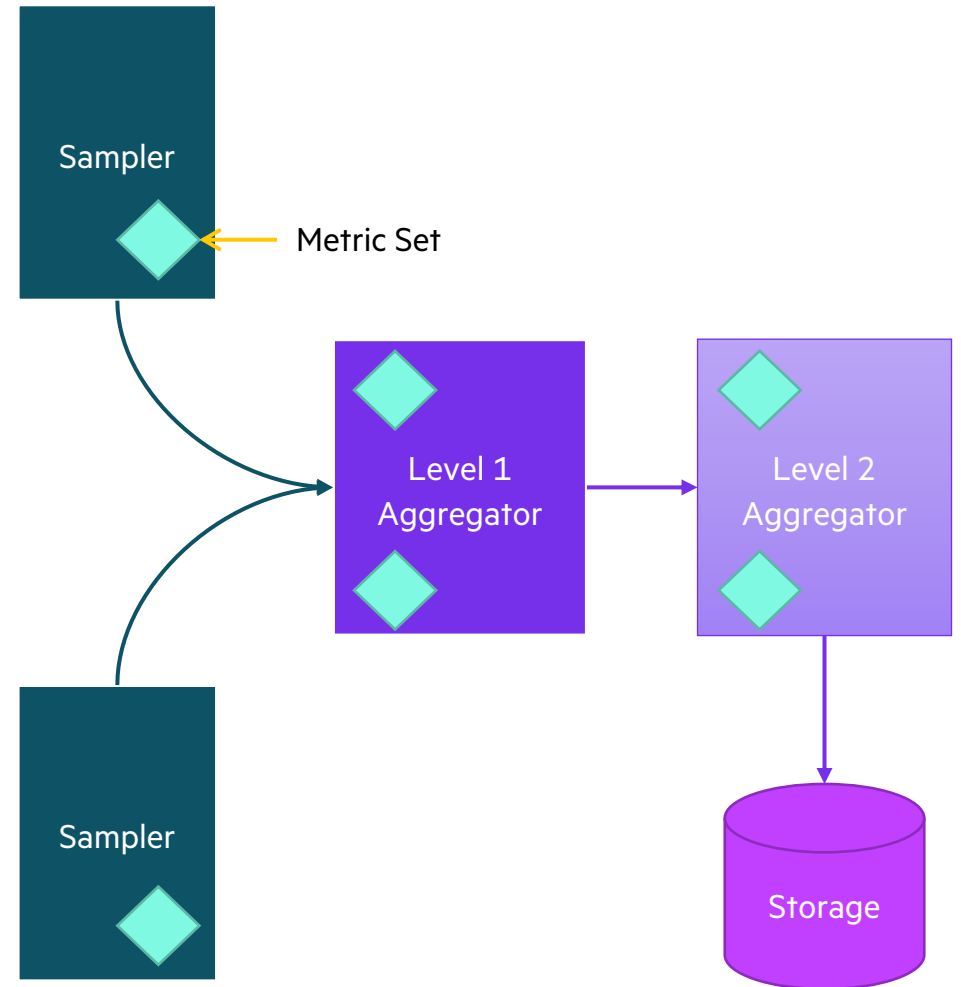 Sampler
Metric Set
Level 1
Aggregator
Level 2
Aggregator
Sampler
Storage